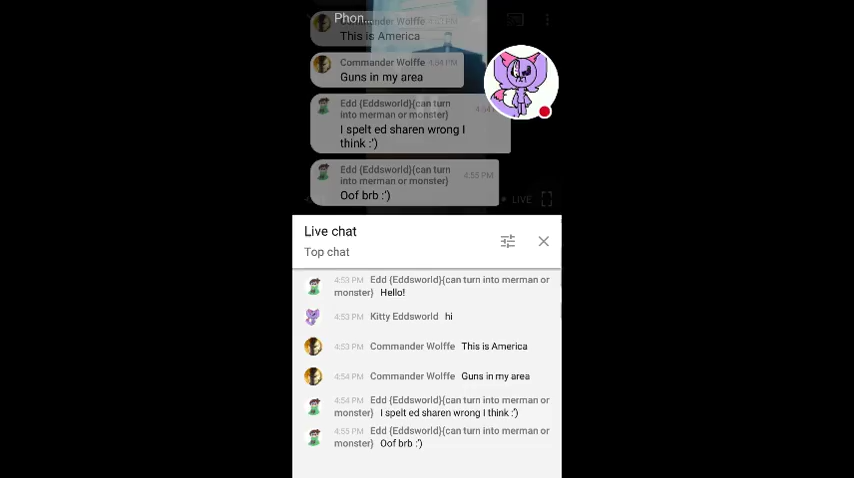 Phon...
Commander Wolffe 4:53 PM
This is America
Commander Wolffe 4:54 PM
Guns in my area
Edd {Eddsworld}{can turn
into merman or monster} 4:54
I spelt ed sharen wrong I
think :')
Edd {Eddsworld}{can turn
into merman or monster} 4:55 PM
Oof brb :')
LIVE
Live chat
Top chat
4:53 PM Edd {Eddsworld}{can turn into merman or
monster} Hello!
4:53 PM Kitty Eddsworld hi
4:53 PM Commander Wolffe This is America
4:54 PM Commander Wolffe Guns in my area
4:54 PM Edd {Eddsworld}{can turn into merman or
monster} I spelt ed sharen wrong I think :')
4:55 PM Edd {Eddsworld}{can turn into merman or
monster} Oof brb :')